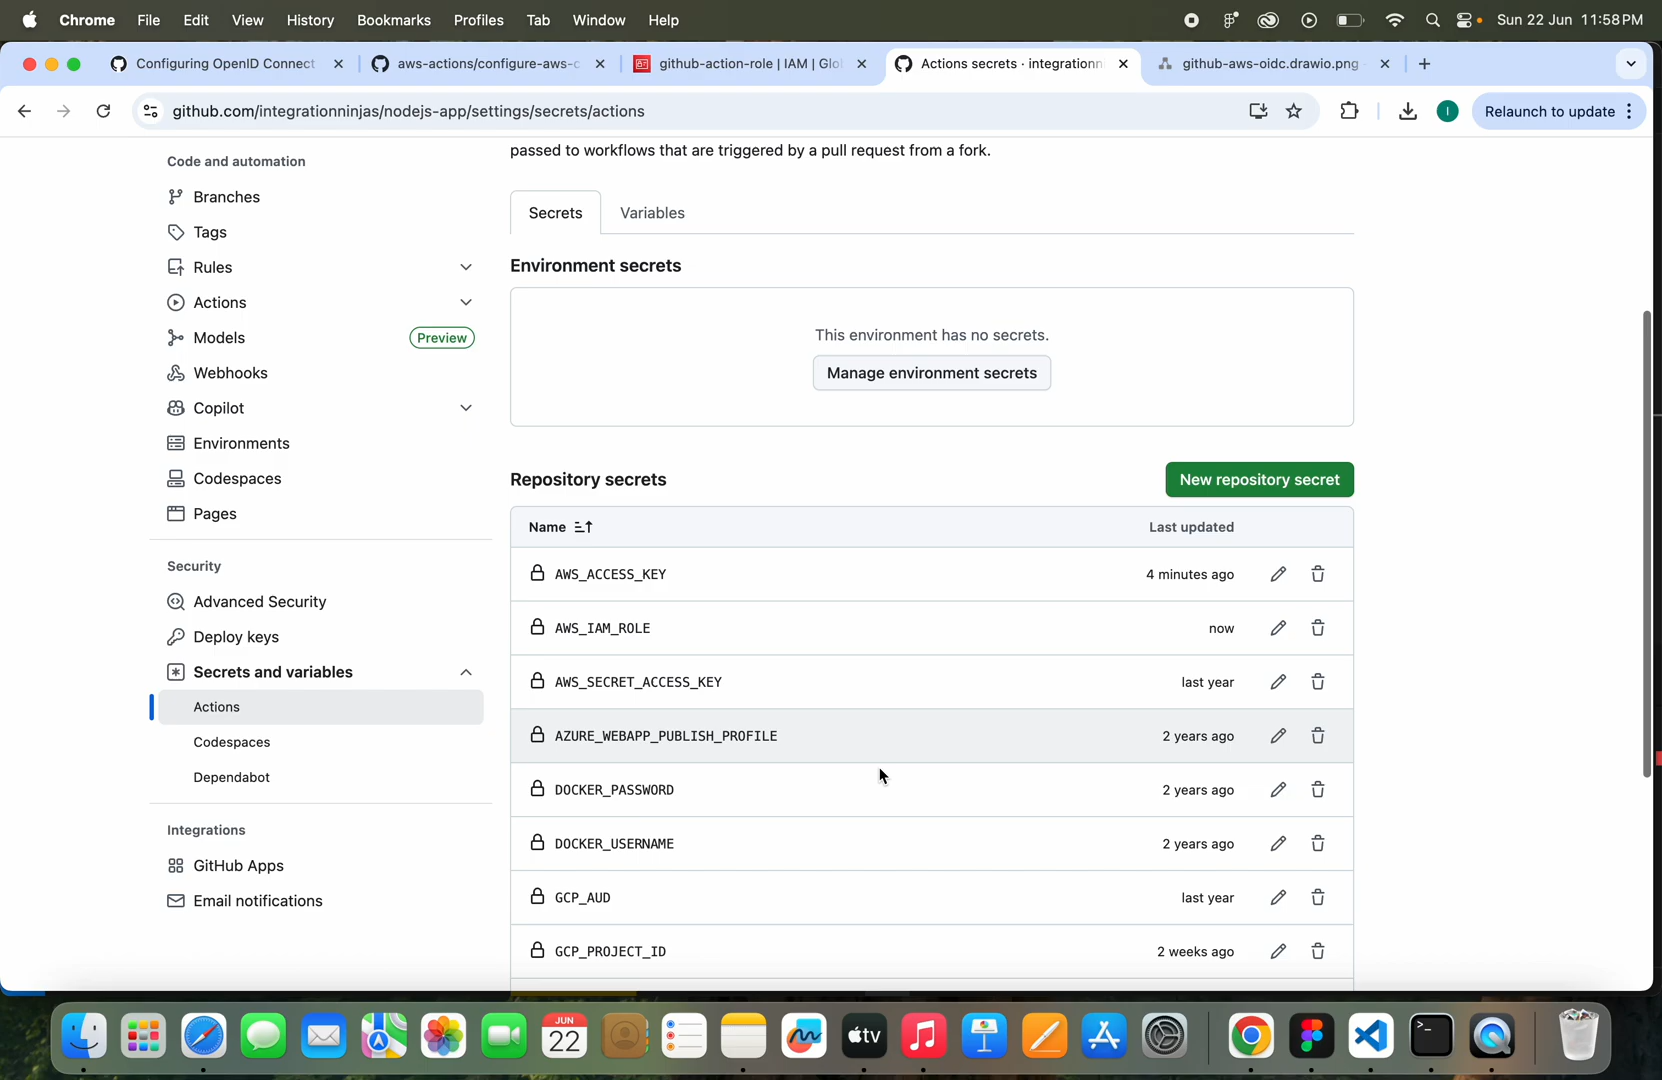 Chrome File Edit View History Bookmarks Profiles Tab Window Help Sun 22 Jun 11:58PM
Configuring OpenID Connect aws-actions/configure-aws-c github-action-role | IAM | Glo Actions secrets · integrationn github-aws-oidc.drawio.png
github.com/integrationninjas/nodejs-app/settings/secrets/actions I Relaunch to update
passed to workflows that are triggered by a pull request from a fork.
Code and automation
Branches
Tags
Rules
Actions
Models Preview
Webhooks
Copilot
Environments
Codespaces
Pages
Security
Advanced Security
Deploy keys
Secrets and variables
Actions
Codespaces
Dependabot
Integrations
GitHub Apps
Email notifications
Secrets Variables
Environment secrets
This environment has no secrets.
Manage environment secrets
Repository secrets New repository secret
Name Last updated
AWS_ACCESS_KEY 4 minutes ago
AWS_IAM_ROLE now
AWS_SECRET_ACCESS_KEY last year
AZURE_WEBAPP_PUBLISH_PROFILE 2 years ago
DOCKER_PASSWORD 2 years ago
DOCKER_USERNAME 2 years ago
GCP_AUD last year
GCP_PROJECT_ID 2 weeks ago
JUN
22
tv